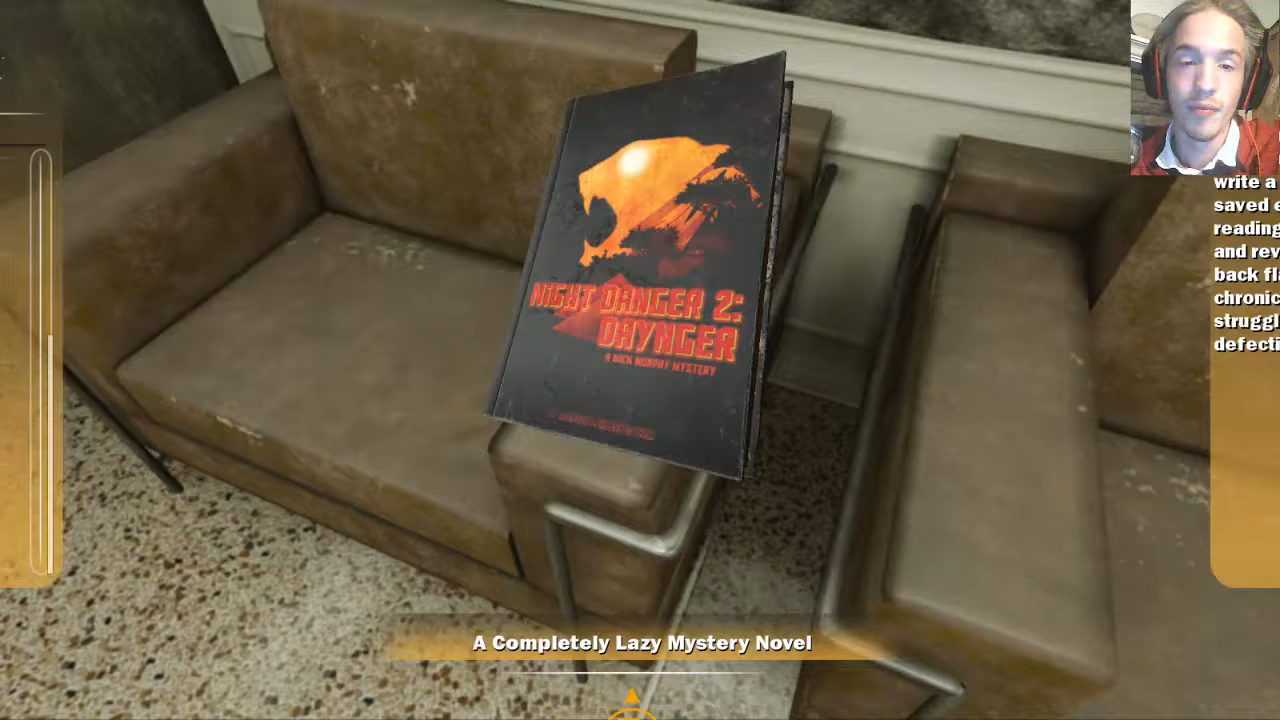 NIGHT DANGER 2:
DAYNGER
A NICK MURPHY MYSTERY
write a
saved e
reading
and rev
back fl
chronic
struggl
defecti
A Completely Lazy Mystery Novel